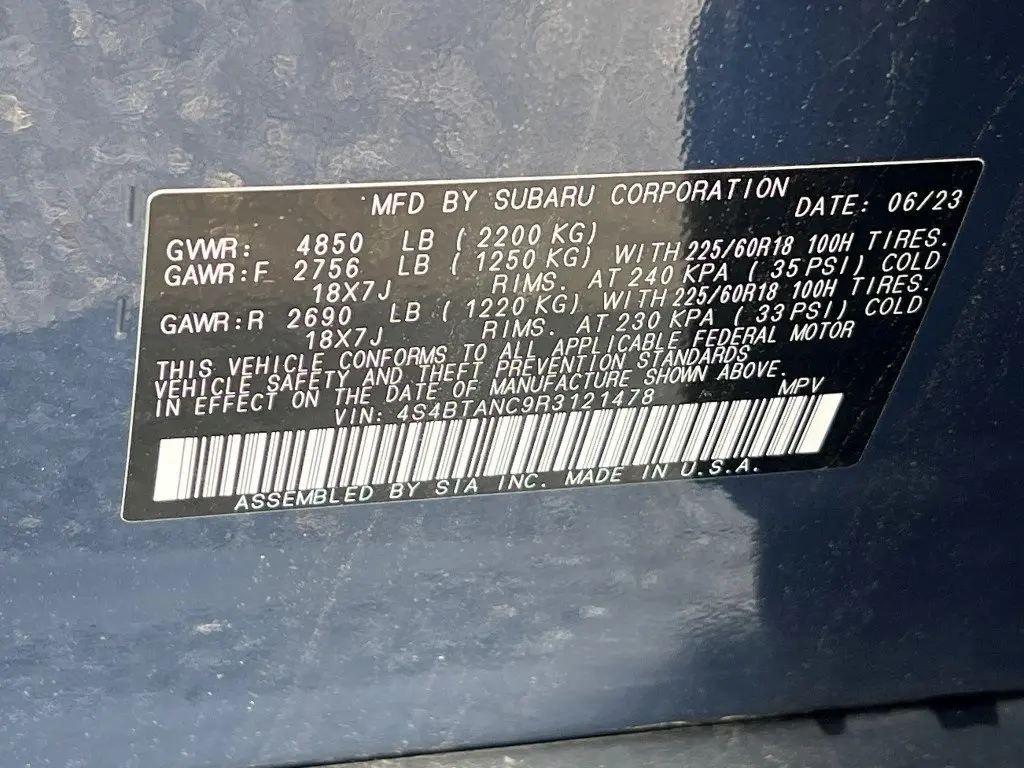 MFD BY SUBARU CORPORATION DATE: 06/23
GVWR: 4850 LB ( 2200 KG)
GAWR:F 2756 LB ( 1250 KG) WITH 225/60R18 100H TIRES.
18X7J RIMS. AT 240 KPA ( 35 PSI) COLD
GAWR:R 2690 LB ( 1220 KG) WITH 225/60R18 100H TIRES.
18X7J RIMS. AT 230 KPA ( 33 PSI) COLD
THIS VEHICLE CONFORMS TO ALL APPLICABLE FEDERAL MOTOR
VEHICLE SAFETY AND THEFT PREVENTION STANDARDS
IN EFFECT ON THE DATE OF MANUFACTURE SHOWN ABOVE.
VIN: 4S4BTANC9R3121478 MPV
ASSEMBLED BY SIA INC. MADE IN U.S.A.